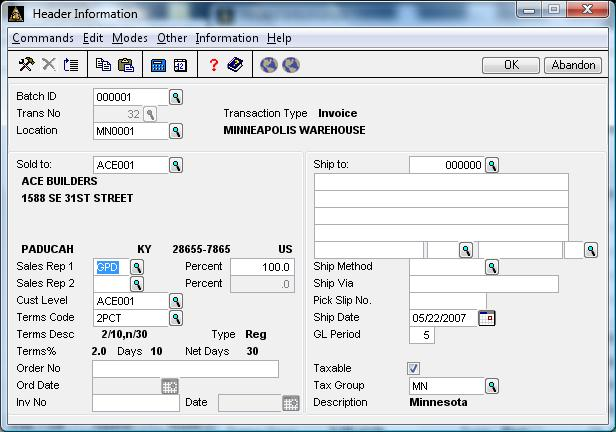 Header Information
Commands Edit Modes Other Information Help
OK Abandon
Batch ID 000001
Trans No 32 Transaction Type Invoice
Location MN0001 MINNEAPOLIS WAREHOUSE
Sold to: ACE001
ACE BUILDERS
1588 SE 31ST STREET
PADUCAH KY 28655-7865 US
Sales Rep 1 GPD Percent 100.0
Sales Rep 2 Percent .0
Cust Level ACE001
Terms Code 2PCT
Terms Desc 2/10,n/30 Type Reg
Terms% 2.0 Days 10 Net Days 30
Order No
Ord Date
Inv No Date
Ship to: 000000
Ship Method
Ship Via
Pick Slip No.
Ship Date 05/22/2007
GL Period 5
Taxable
Tax Group MN
Description Minnesota